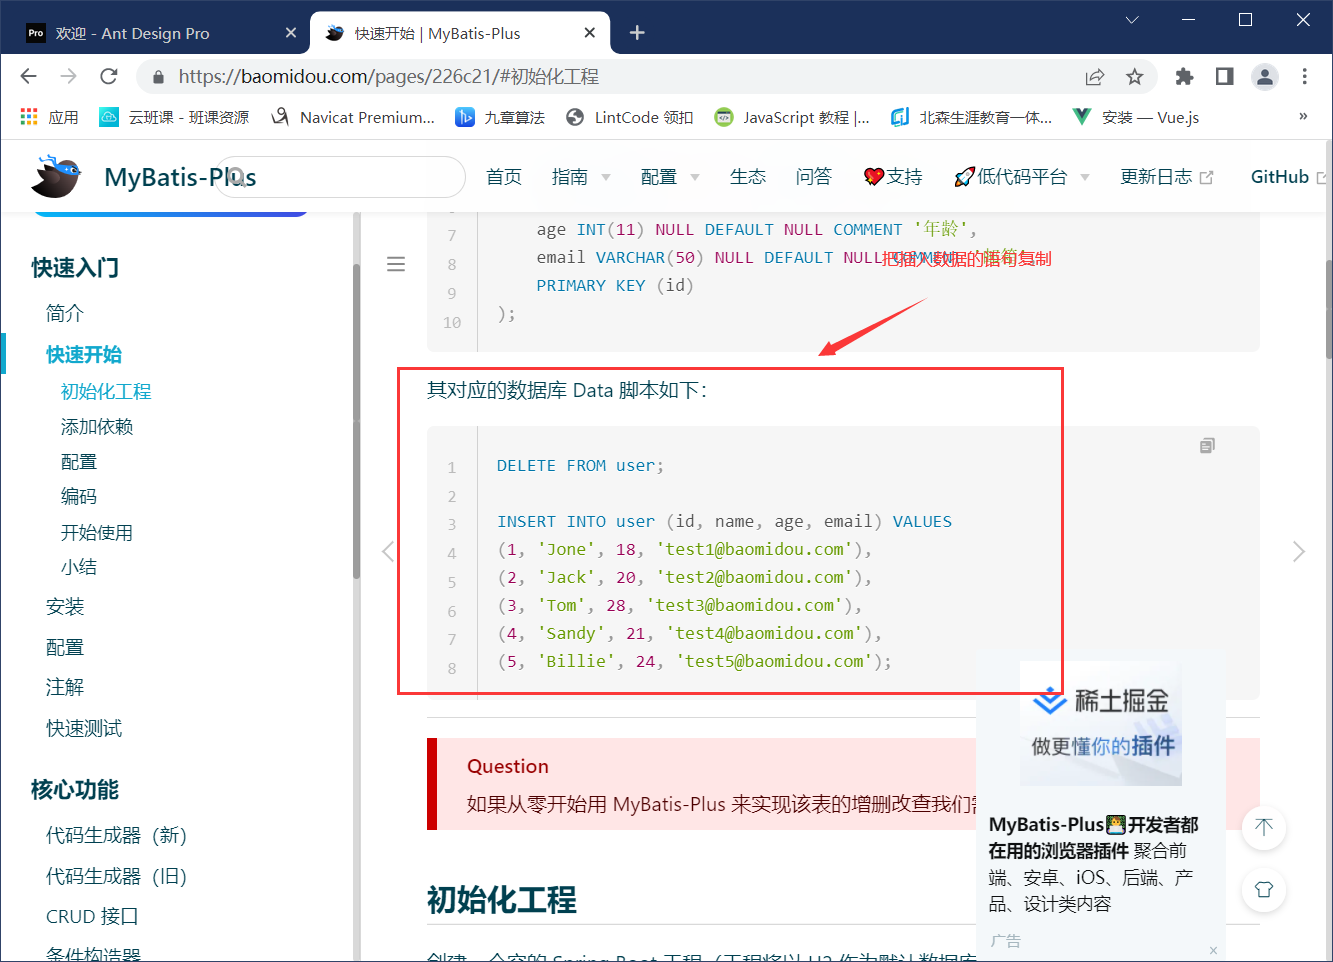 Pro 欢迎 - Ant Design Pro
快速开始 | MyBatis-Plus
https://baomidou.com/pages/226c21/#初始化工程
应用
云班课 - 班课资源
Navicat Premium...
九章算法
LintCode 领扣
JavaScript 教程 |...
北森生涯教育一体...
安装 — Vue.js
»
MyBatis-Plus
首页
指南
配置
生态
问答
支持
低代码平台
更新日志
GitHub
快速入门
简介
快速开始
初始化工程
添加依赖
配置
编码
开始使用
小结
安装
配置
注解
快速测试
核心功能
代码生成器（新）
代码生成器（旧）
CRUD 接口
条件构造器
7 age INT(11) NULL DEFAULT NULL COMMENT '年龄',
8 email VARCHAR(50) NULL DEFAULT NULL COMMENT
把插入数据的语句复制
9 PRIMARY KEY (id)
10 );
其对应的数据库 Data 脚本如下：
1 DELETE FROM user;
2
3 INSERT INTO user (id, name, age, email) VALUES
4 (1, 'Jone', 18, 'test1@baomidou.com'),
5 (2, 'Jack', 20, 'test2@baomidou.com'),
6 (3, 'Tom', 28, 'test3@baomidou.com'),
7 (4, 'Sandy', 21, 'test4@baomidou.com'),
8 (5, 'Billie', 24, 'test5@baomidou.com');
Question
如果从零开始用 MyBatis-Plus 来实现该表的增删改查我们
初始化工程
创建一个空的 Spring Boot 工程（工程将以 H2 作为默认数据库
稀土掘金
做更懂你的插件
MyBatis-Plus开发者都
在用的浏览器插件 聚合前
端、安卓、iOS、后端、产
品、设计类内容
广告